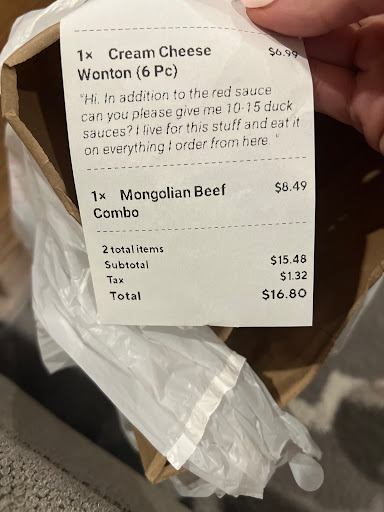 1× Cream Cheese $6.99
Wonton (6 Pc)
"Hi. In addition to the red sauce
can you please give me 10-15 duck
sauces? I live for this stuff and eat it
on everything I order from here. "
1× Mongolian Beef $8.49
Combo
2 total items
Subtotal $15.48
Tax $1.32
Total $16.80